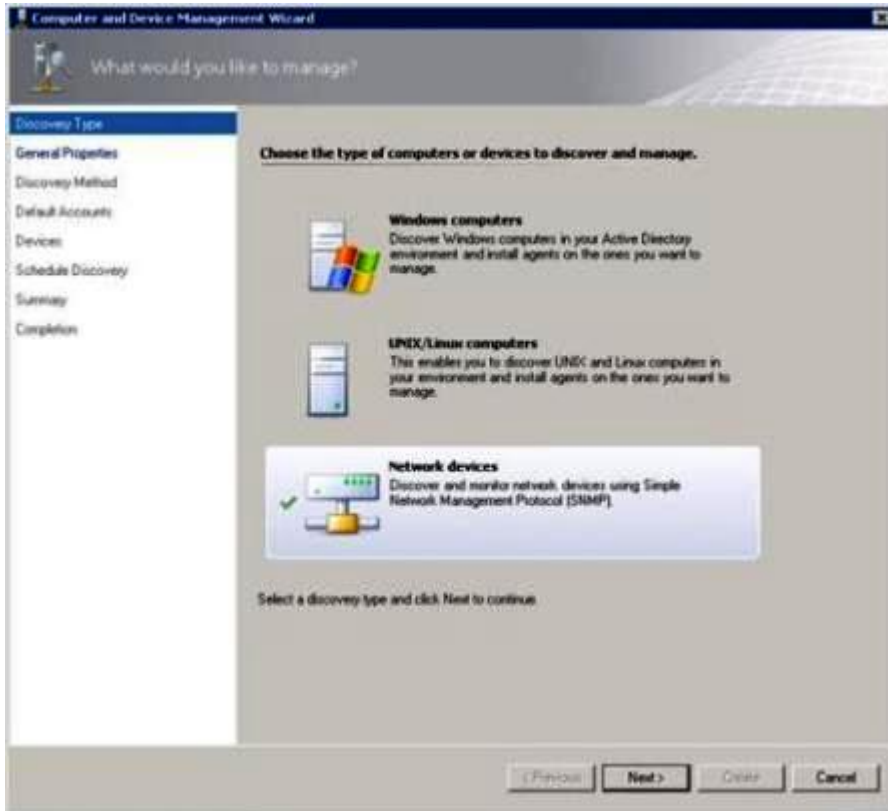 Computer and Device Management Wizard
What would you like to manage?
Discovery Type
General Properties
Discovery Method
Default Accounts
Devices
Schedule Discovery
Summary
Completion
Choose the type of computers or devices to discover and manage.
Windows computers
Discover Windows computers in your Active Directory
environment and install agents on the ones you want to
manage.
UNIX/Linux computers
This enables you to discover UNIX and Linux computers in
your environment and install agents on the ones you want to
manage.
Network devices
Discover and monitor network devices using Simple
Network Management Protocol (SNMP).
Select a discovery type and click Next to continue
< Previous
Next >
Create
Cancel